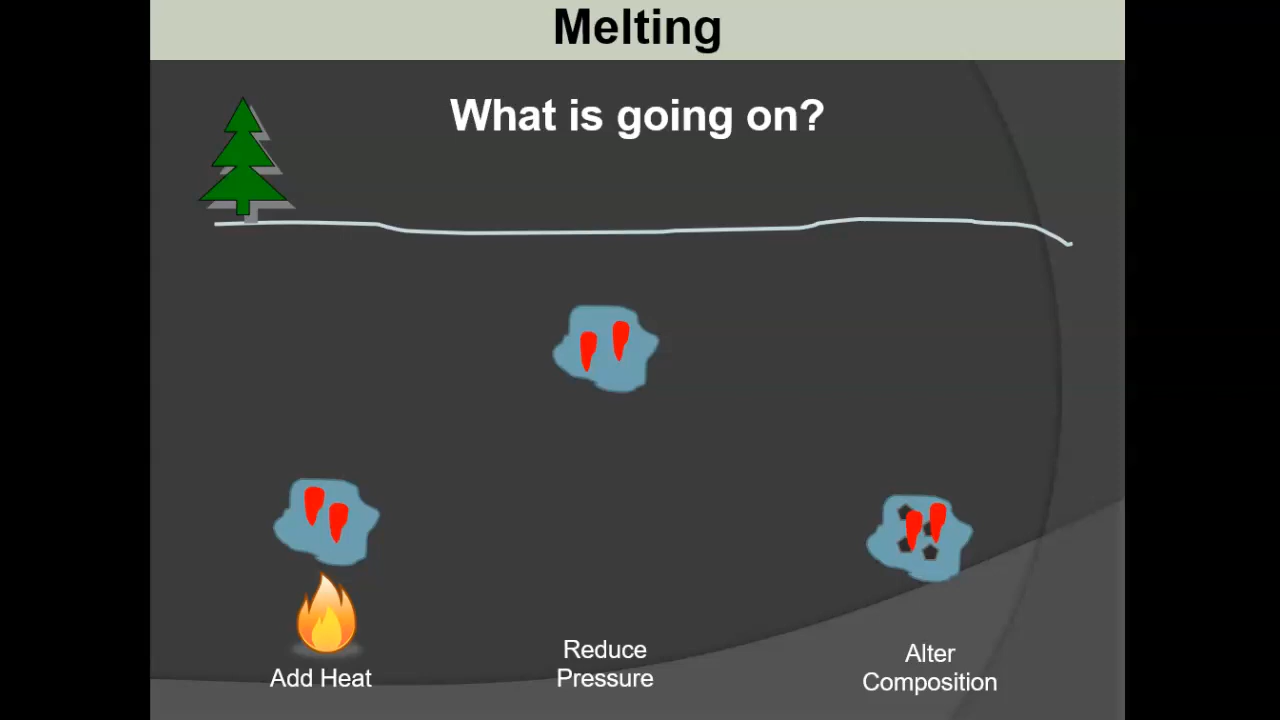 Melting
What is going on?
Add Heat
Reduce
Pressure
Alter
Composition